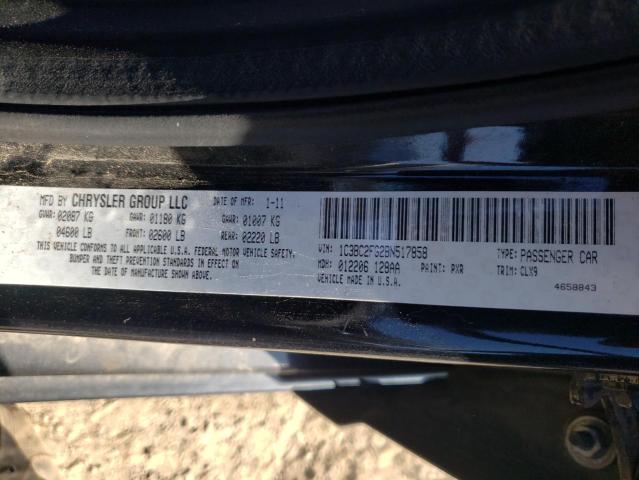 MFD BY CHRYSLER GROUP LLC DATE OF MFR: 1-11
GVWR: 02087 KG GAWR: 01180 KG GAWR: 01007 KG
04600 LB FRONT: 02600 LB REAR: 02220 LB
THIS VEHICLE CONFORMS TO ALL APPLICABLE U.S.A. FEDERAL SAFETY,
BUMPER AND THEFT PREVENTION STANDARDS IN EFFECT ON
THE DATE OF MANUFACTURE SHOWN ABOVE.
VIN: 1C3BC2FG2BN517858 TYPE: PASSENGER CAR
MDH: 012206 128AA PAINT: PXR TRIM: CLX9
VEHICLE MADE IN U.S.A.
4658843